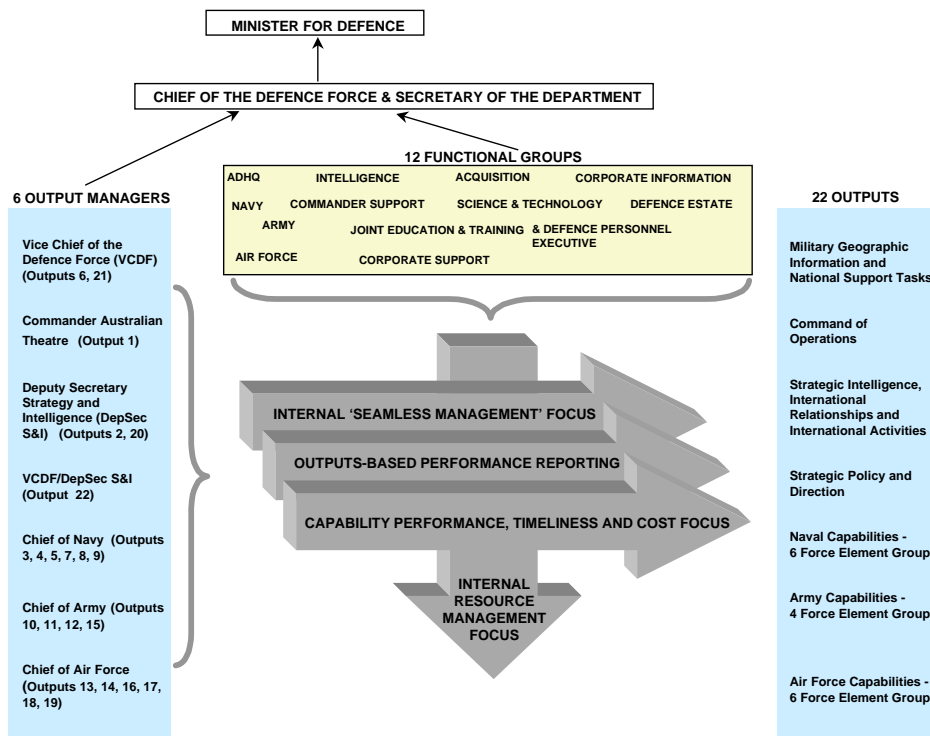 MINISTER FOR DEFENCE
CHIEF OF THE DEFENCE FORCE & SECRETARY OF THE DEPARTMENT
12 FUNCTIONAL GROUPS
ADHQ INTELLIGENCE ACQUISITION CORPORATE INFORMATION
NAVY COMMANDER SUPPORT SCIENCE & TECHNOLOGY DEFENCE ESTATE
ARMY JOINT EDUCATION & TRAINING & DEFENCE PERSONNEL
EXECUTIVE
AIR FORCE CORPORATE SUPPORT
6 OUTPUT MANAGERS
Vice Chief of the
Defence Force (VCDF)
(Outputs 6, 21)
Commander Australian
Theatre (Output 1)
Deputy Secretary
Strategy and
Intelligence (DepSec
S&I) (Outputs 2, 20)
VCDF/DepSec S&I
(Output 22)
Chief of Navy (Outputs
3, 4, 5, 7, 8, 9)
Chief of Army (Outputs
10, 11, 12, 15)
Chief of Air Force
(Outputs 13, 14, 16, 17,
18, 19)
INTERNAL ‘SEAMLESS MANAGEMENT’ FOCUS
OUTPUTS-BASED PERFORMANCE REPORTING
CAPABILITY PERFORMANCE, TIMELINESS AND COST FOCUS
INTERNAL
RESOURCE
MANAGEMENT
FOCUS
22 OUTPUTS
Military Geographic
Information and
National Support Tasks
Command of
Operations
Strategic Intelligence,
International
Relationships and
International Activities
Strategic Policy and
Direction
Naval Capabilities -
6 Force Element Group
Army Capabilities -
4 Force Element Group
Air Force Capabilities -
6 Force Element Group